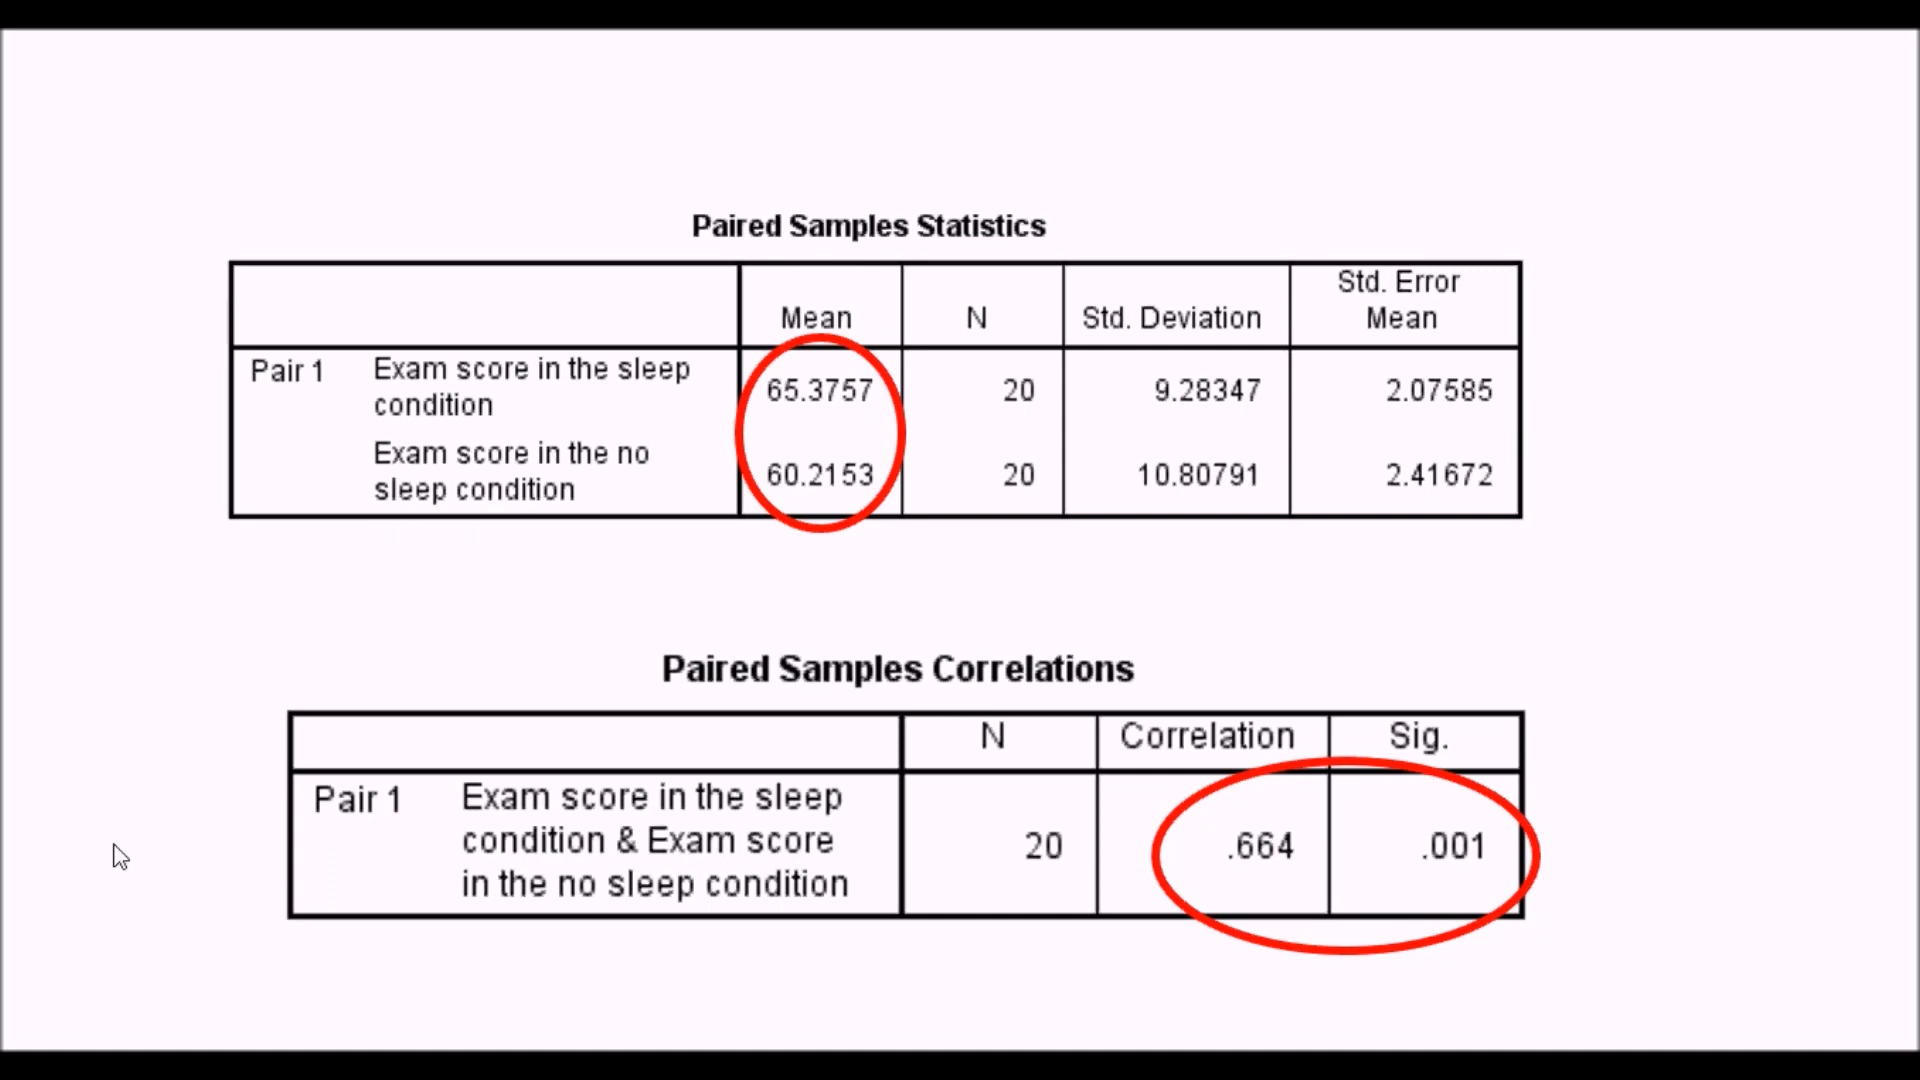 Paired Samples Statistics
Mean N Std. Deviation Std. Error Mean
Pair 1 Exam score in the sleep condition 65.3757 20 9.28347 2.07585
Exam score in the no sleep condition 60.2153 20 10.80791 2.41672
Paired Samples Correlations
N Correlation Sig.
Pair 1 Exam score in the sleep condition & Exam score in the no sleep condition 20 .664 .001